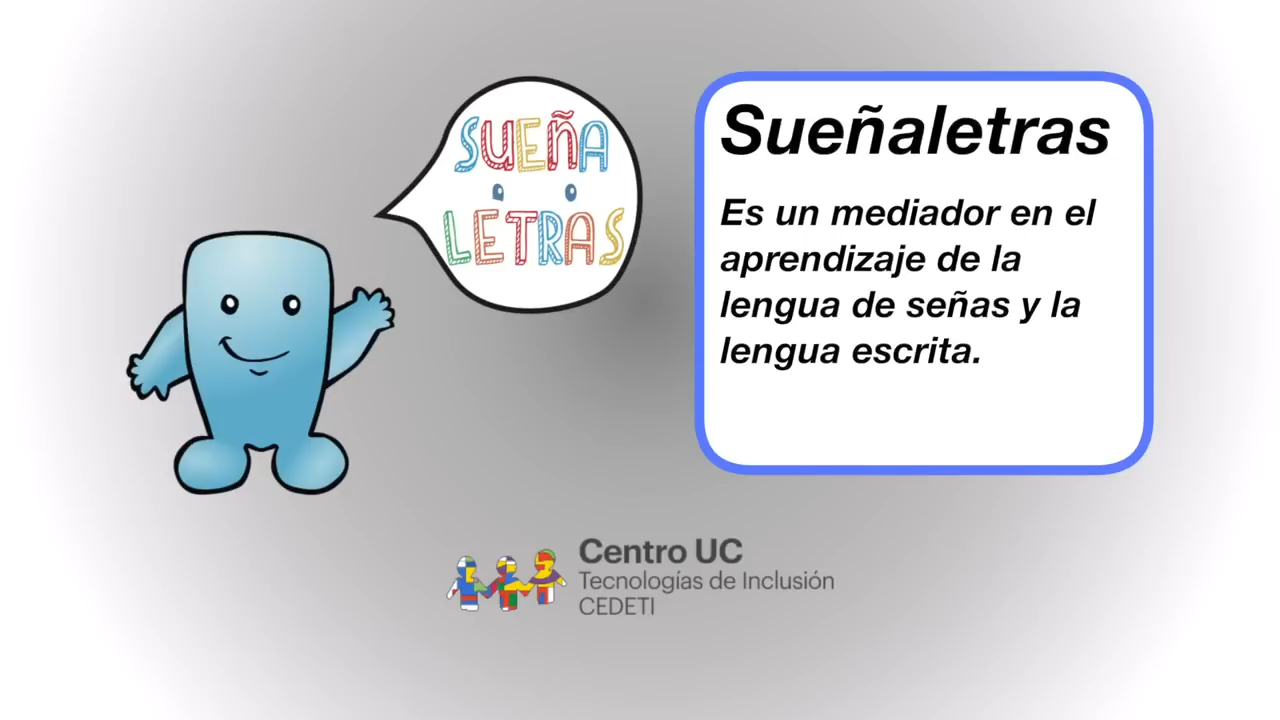 SUEÑA
LETRAS
Sueñaletras
Es un mediador en el
aprendizaje de la
lengua de señas y la
lengua escrita.
Centro UC
Tecnologías de Inclusión
CEDETI